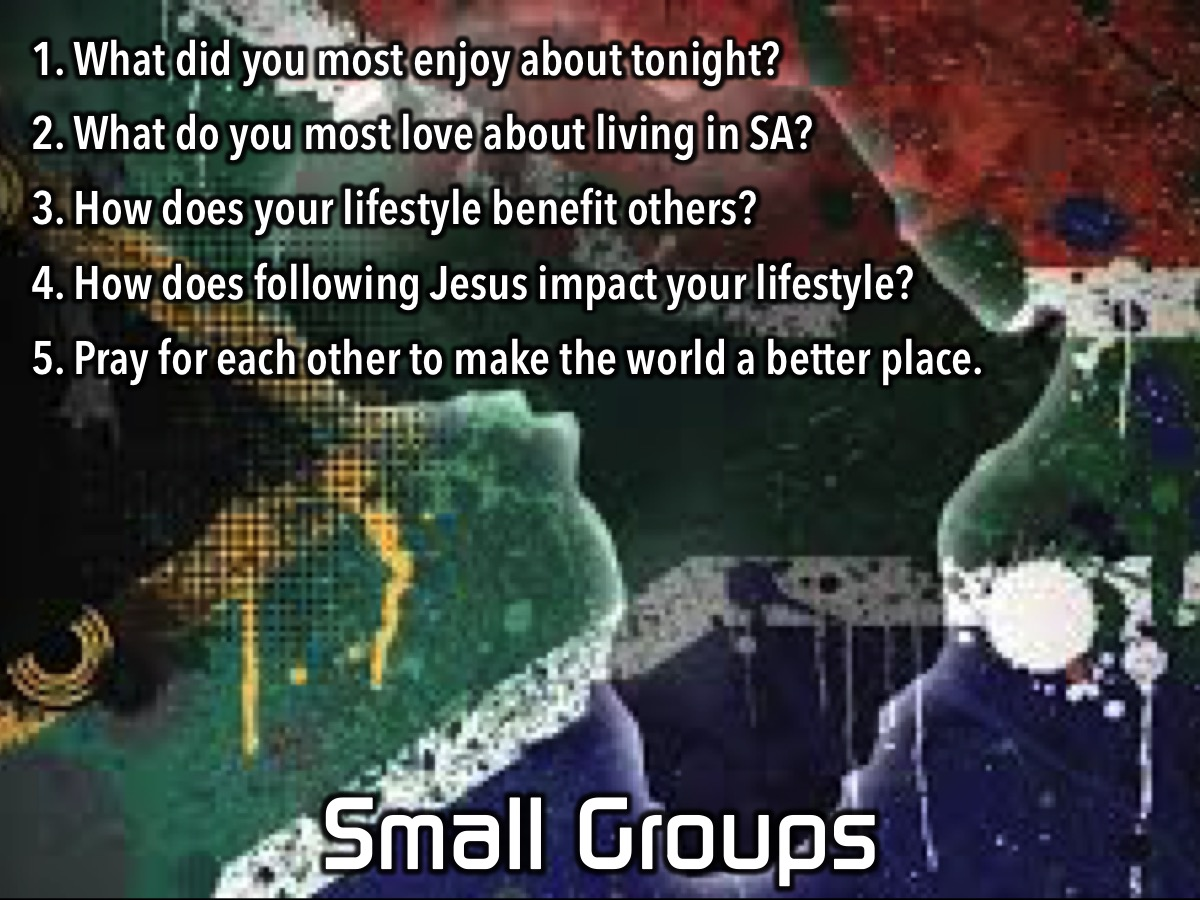 1. What did you most enjoy about tonight?
2. What do you most love about living in SA?
3. How does your lifestyle benefit others?
4. How does following Jesus impact your lifestyle?
5. Pray for each other to make the world a better place.
Small Groups